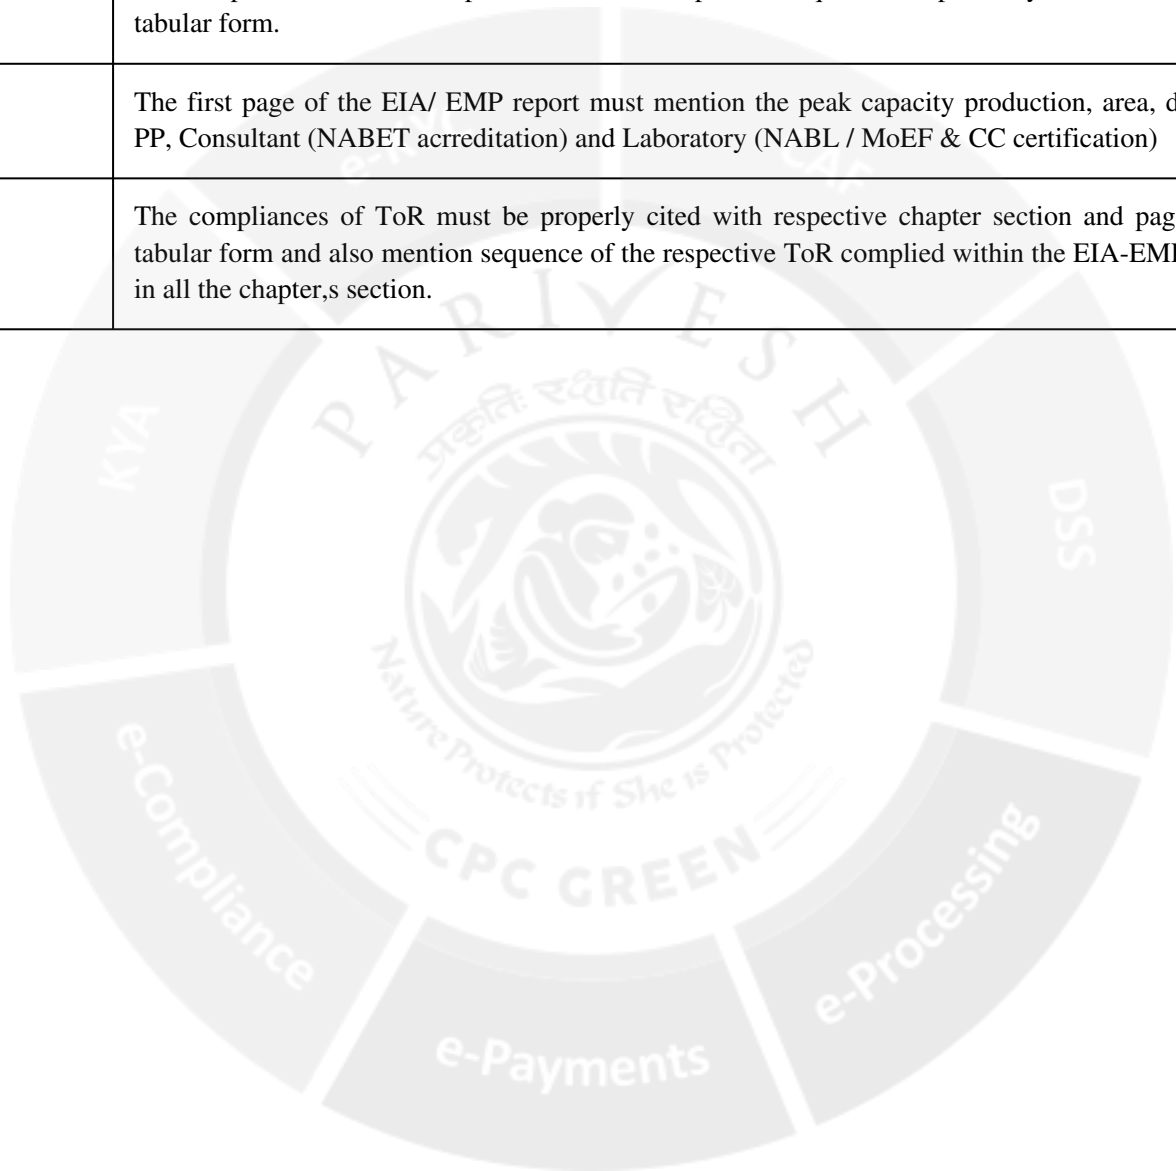 tabular form.
The first page of the EIA/ EMP report must mention the peak capacity production, area,
PP, Consultant (NABET acrreditation) and Laboratory (NABL / MoEF & CC certification)
The compliances of ToR must be properly cited with respective chapter section and
tabular form and also mention sequence of the respective ToR complied within the
in all the chapter,s section.
CAF
PARIVESH
प्रकृतिः रक्षति रक्षिता
KYA
DSS
Nature Protects if She is Protected
CPC GREEN
e-Compliance
e-Processing
e-Payments